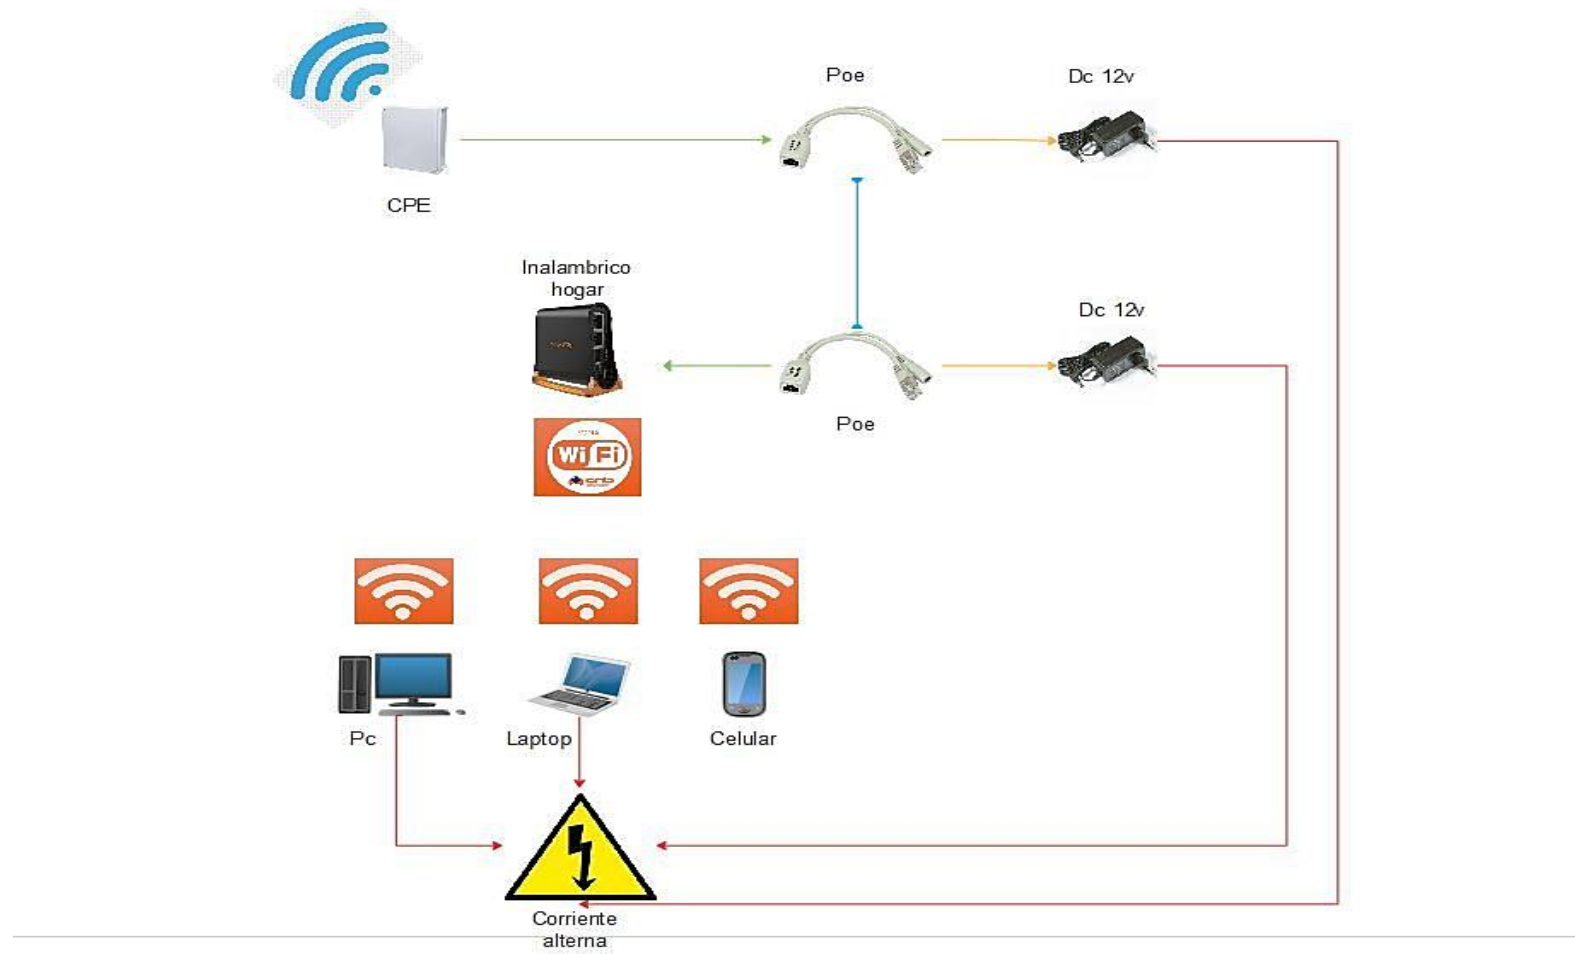 Poe
Dc 12v
CPE
Inalambrico
hogar
Dc 12v
Poe
Wi Fi
Pc
Laptop
Celular
Corriente
alterna